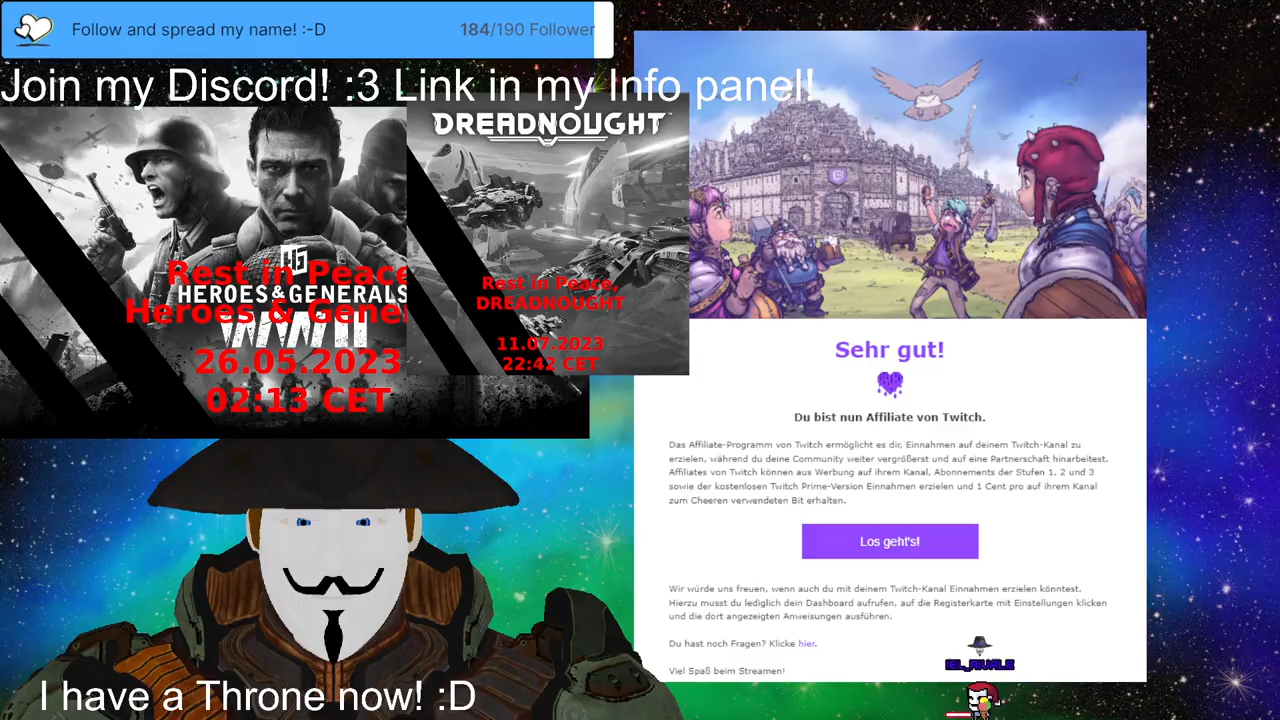 Follow and spread my name! :-D
184/190 Follower
Join my Discord! :3 Link in my Info panel!
DREADNOUGHT
Rest in Peace
HEROES & GENERALS
Heroes & Gene
WWII
26.05.2023
02:13 CET
Rest in Peace,
DREADNOUGHT
11.07.2023
22:42 CET
Sehr gut!
Du bist nun Affiliate von Twitch.
Das Affiliate-Programm von Twitch ermöglicht es dir, Einnahmen auf deinem Twitch-Kanal zu
erzielen, während du deine Community weiter vergrößerst und auf eine Partnerschaft hinarbeitest.
Affiliates von Twitch können aus Werbung auf ihrem Kanal, Abonnements der Stufen 1, 2 und 3
sowie der kostenlosen Twitch Prime-Version Einnahmen erzielen und 1 Cent pro auf ihrem Kanal
zum Cheeren verwendeten Bit erhalten.
Los geht's!
Wir würde uns freuen, wenn auch du mit deinem Twitch-Kanal Einnahmen erzielen könntest.
Hierzu musst du lediglich dein Dashboard aufrufen, auf die Registerkarte mit Einstellungen klicken
und die dort angezeigten Anweisungen ausführen.
Du hast noch Fragen? Klicke hier.
Viel Spaß beim Streamen!
I have a Throne now! :D